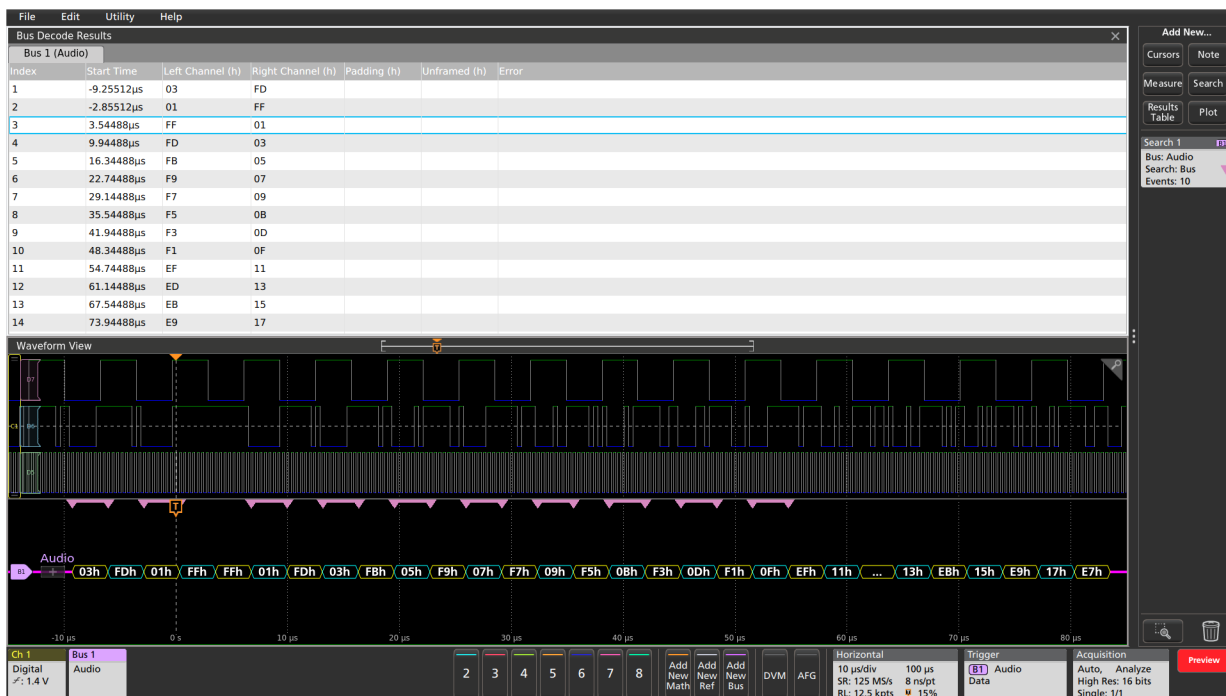 File Edit Utility Help
Bus Decode Results
Bus 1 (Audio)
Index Start Time Left Channel (h) Right Channel (h) Padding (h) Unframed (h) Error
1 -9.25512µs 03 FD
2 -2.85512µs 01 FF
3 3.54488µs FF 01
4 9.94488µs FD 03
5 16.34488µs FB 05
6 22.74488µs F9 07
7 29.14488µs F7 09
8 35.54488µs F5 0B
9 41.94488µs F3 0D
10 48.34488µs F1 0F
11 54.74488µs EF 11
12 61.14488µs ED 13
13 67.54488µs EB 15
14 73.94488µs E9 17
Waveform View
T
D7
C1
D5
T
Audio
B1 + 03h FDh 01h FFh FFh 01h FDh 03h FBh 05h F9h 07h F7h 09h F5h 0Bh F3h 0Dh F1h 0Fh EFh 11h ... 13h EBh 15h E9h 17h E7h
-10 µs 0 s 10 µs 20 µs 30 µs 40 µs 50 µs 60 µs 70 µs 80 µs
Add New...
Cursors Note
Measure Search
Results Table Plot
Search 1
Bus: Audio
Search: Bus
Events: 10
Ch 1
Digital
: 1.4 V
Bus 1
Audio
2 3 4 5 6 7 8
Add New Math
Add New Ref
Add New Bus
DVM AFG
Horizontal
10 µs/div 100 µs
SR: 125 MS/s 8 ns/pt
RL: 12.5 kpts 15%
Trigger
B1 Audio
Data
Acquisition
Auto, Analyze
High Res: 16 bits
Single: 1/1
Preview